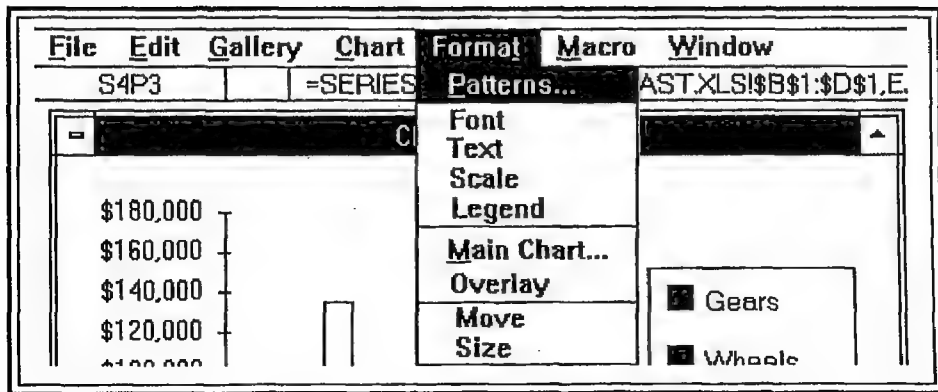 File Edit Gallery Chart Format Macro Window
S4P3 =SERIES AST.XLS!$B$1:$D$1,E
Patterns...
Font
Text
Scale
Legend
Main Chart...
Overlay
Move
Size
$180,000
$160,000
$140,000
$120,000
Gears
Wheels